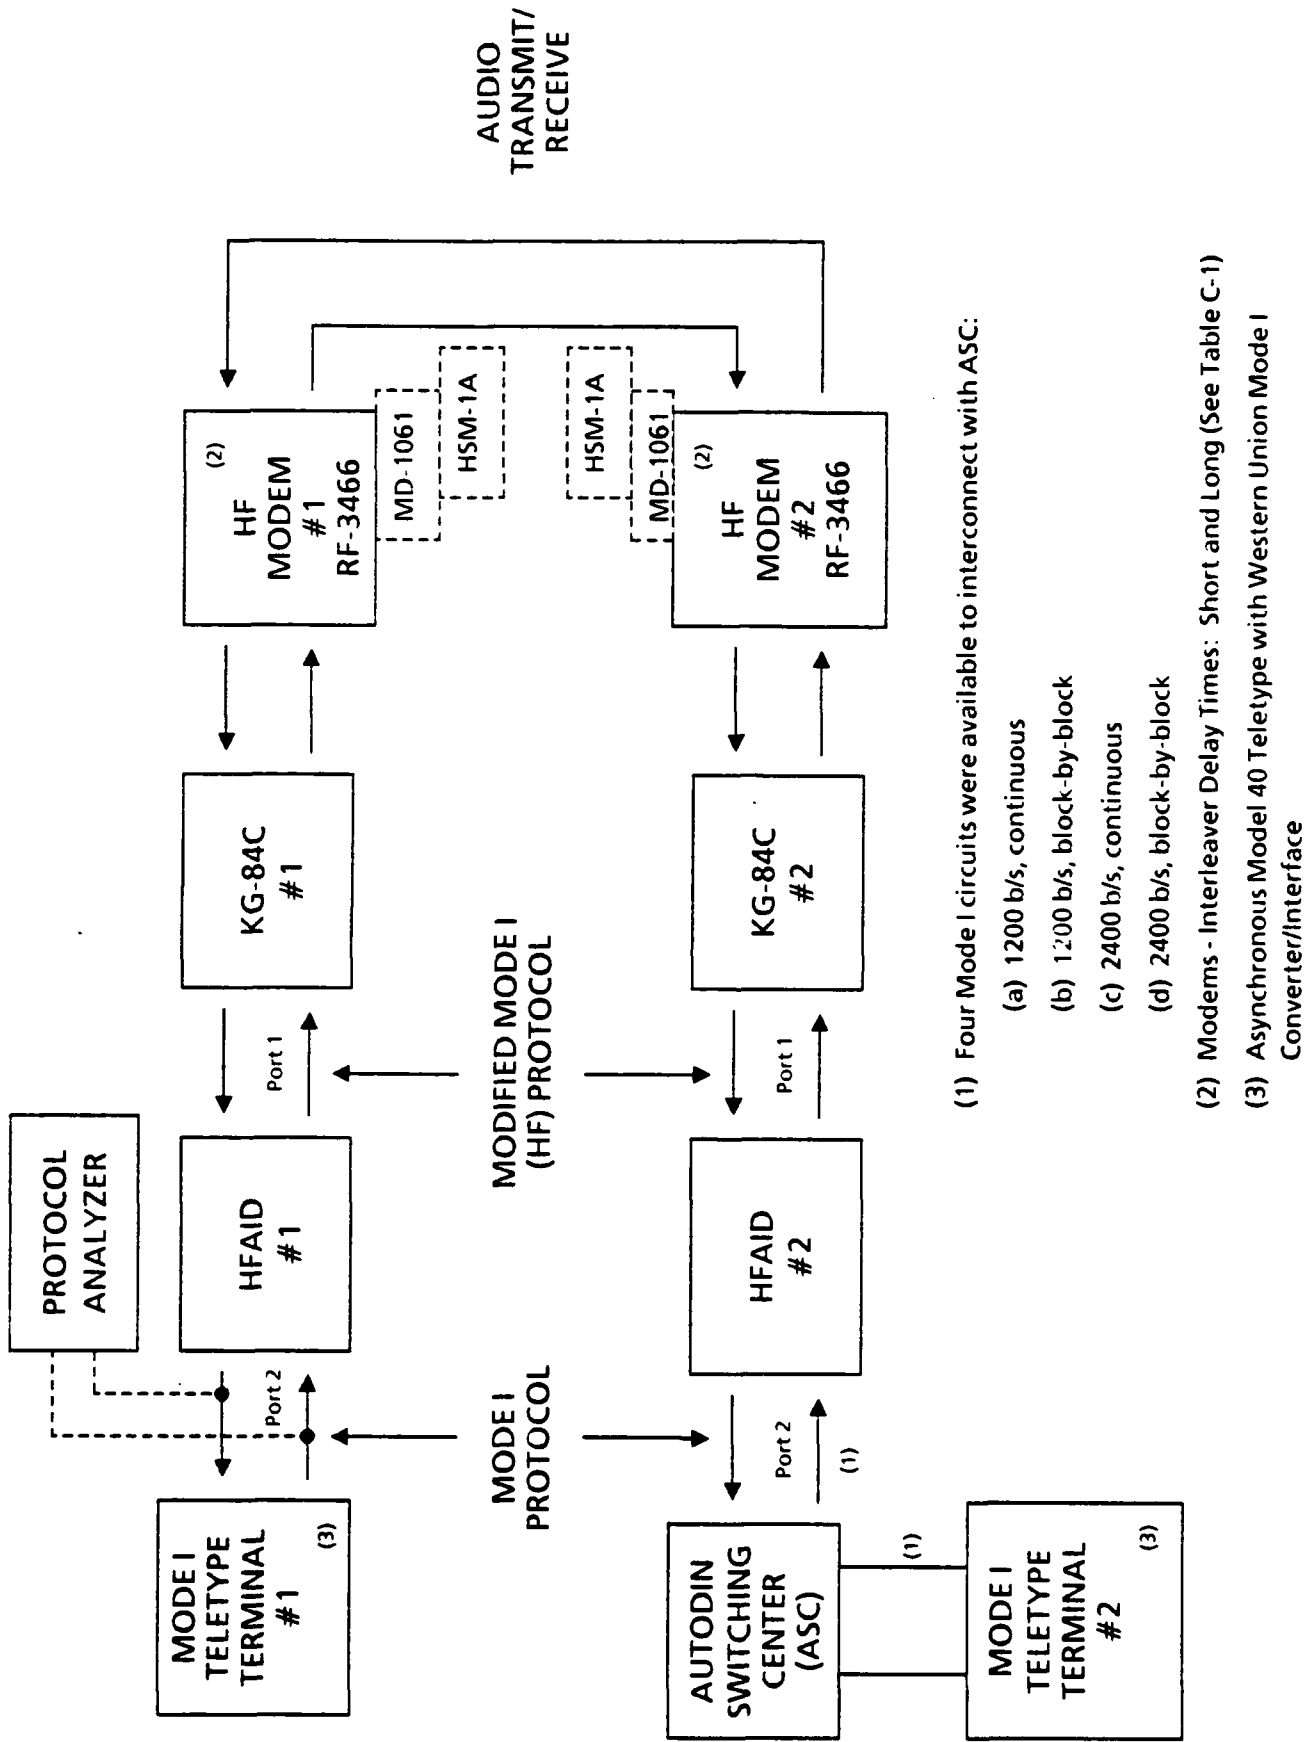 PROTOCOL
ANALYZER
MODE I
TELETYPE
TERMINAL
#1
(3)
Port 2
HFAID
#1
Port 1
KG-84C
#1
HF
MODEM
#1
RF-3466
(2)
MD-1061
HSM-1A
AUDIO
TRANSMIT/
RECEIVE
MODE I
PROTOCOL
MODIFIED MODE I
(HF) PROTOCOL
HSM-1A
MD-1061
AUTODIN
SWITCHING
CENTER
(ASC)
Port 2
(1)
HFAID
#2
Port 1
KG-84C
#2
HF
MODEM
#2
RF-3466
(2)
(1)
MODE I
TELETYPE
TERMINAL
#2
(3)
(1) Four Mode I circuits were available to interconnect with ASC:
(a) 1200 b/s, continuous
(b) 1200 b/s, block-by-block
(c) 2400 b/s, continuous
(d) 2400 b/s, block-by-block
(2) Modems - Interleaver Delay Times: Short and Long (See Table C-1)
(3) Asynchronous Model 40 Teletype with Western Union Mode I
Converter/Interface